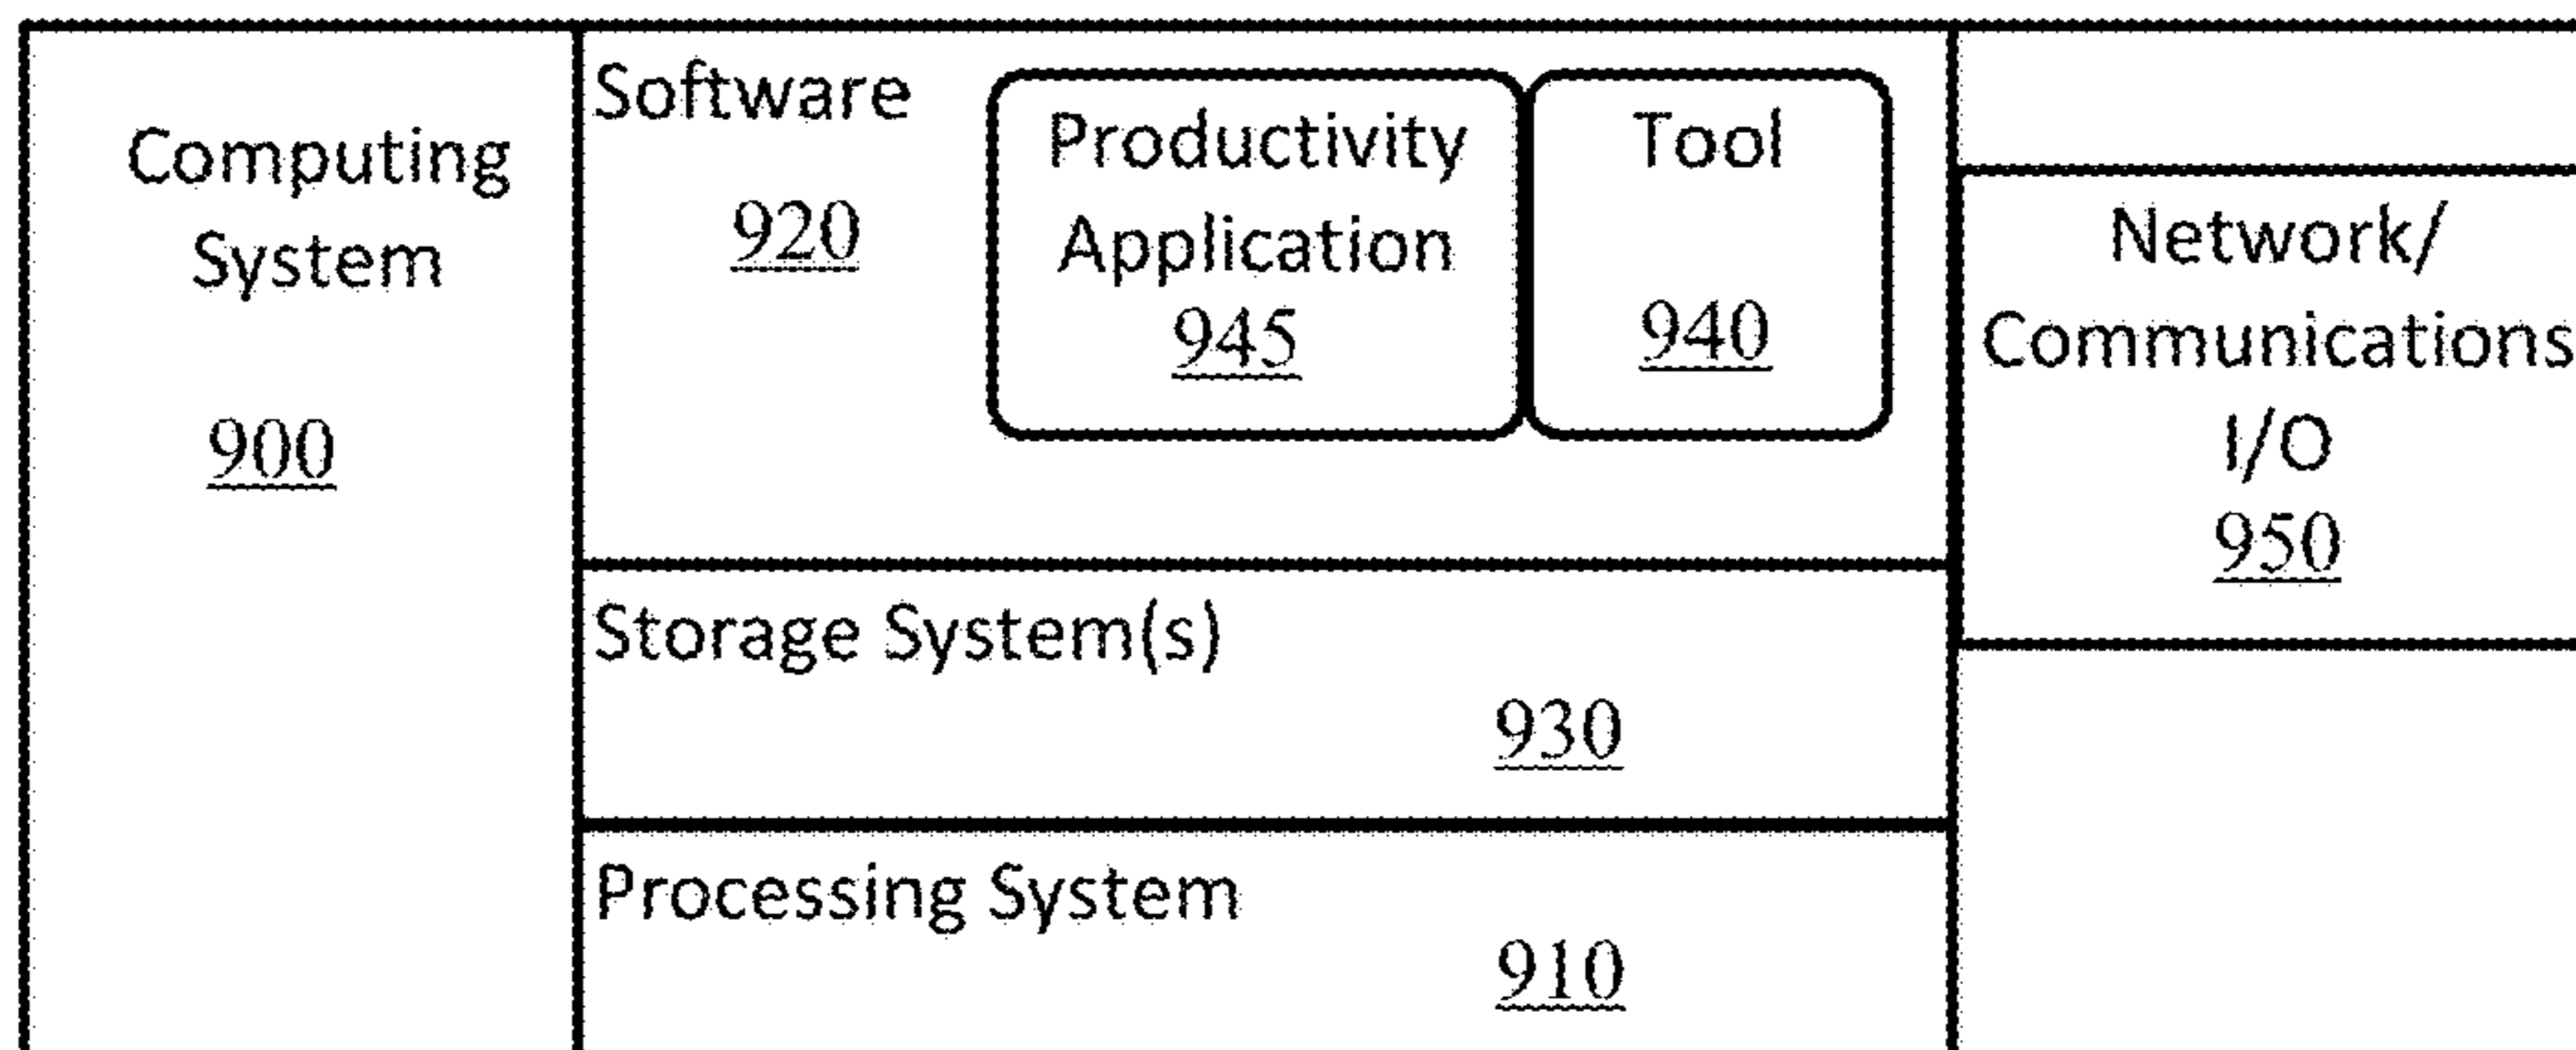 Computing
System
900
Software
920
Productivity
Application
945
Tool
940
Storage System(s)
930
Processing System
910
Network/
Communications
I/O
950